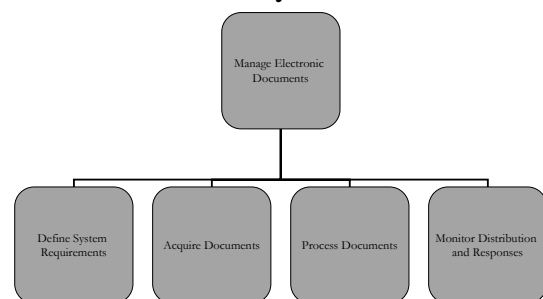 Manage Electronic
Documents
Define System
Requirements
Acquire Documents
Process Documents
Monitor Distribution
and Responses